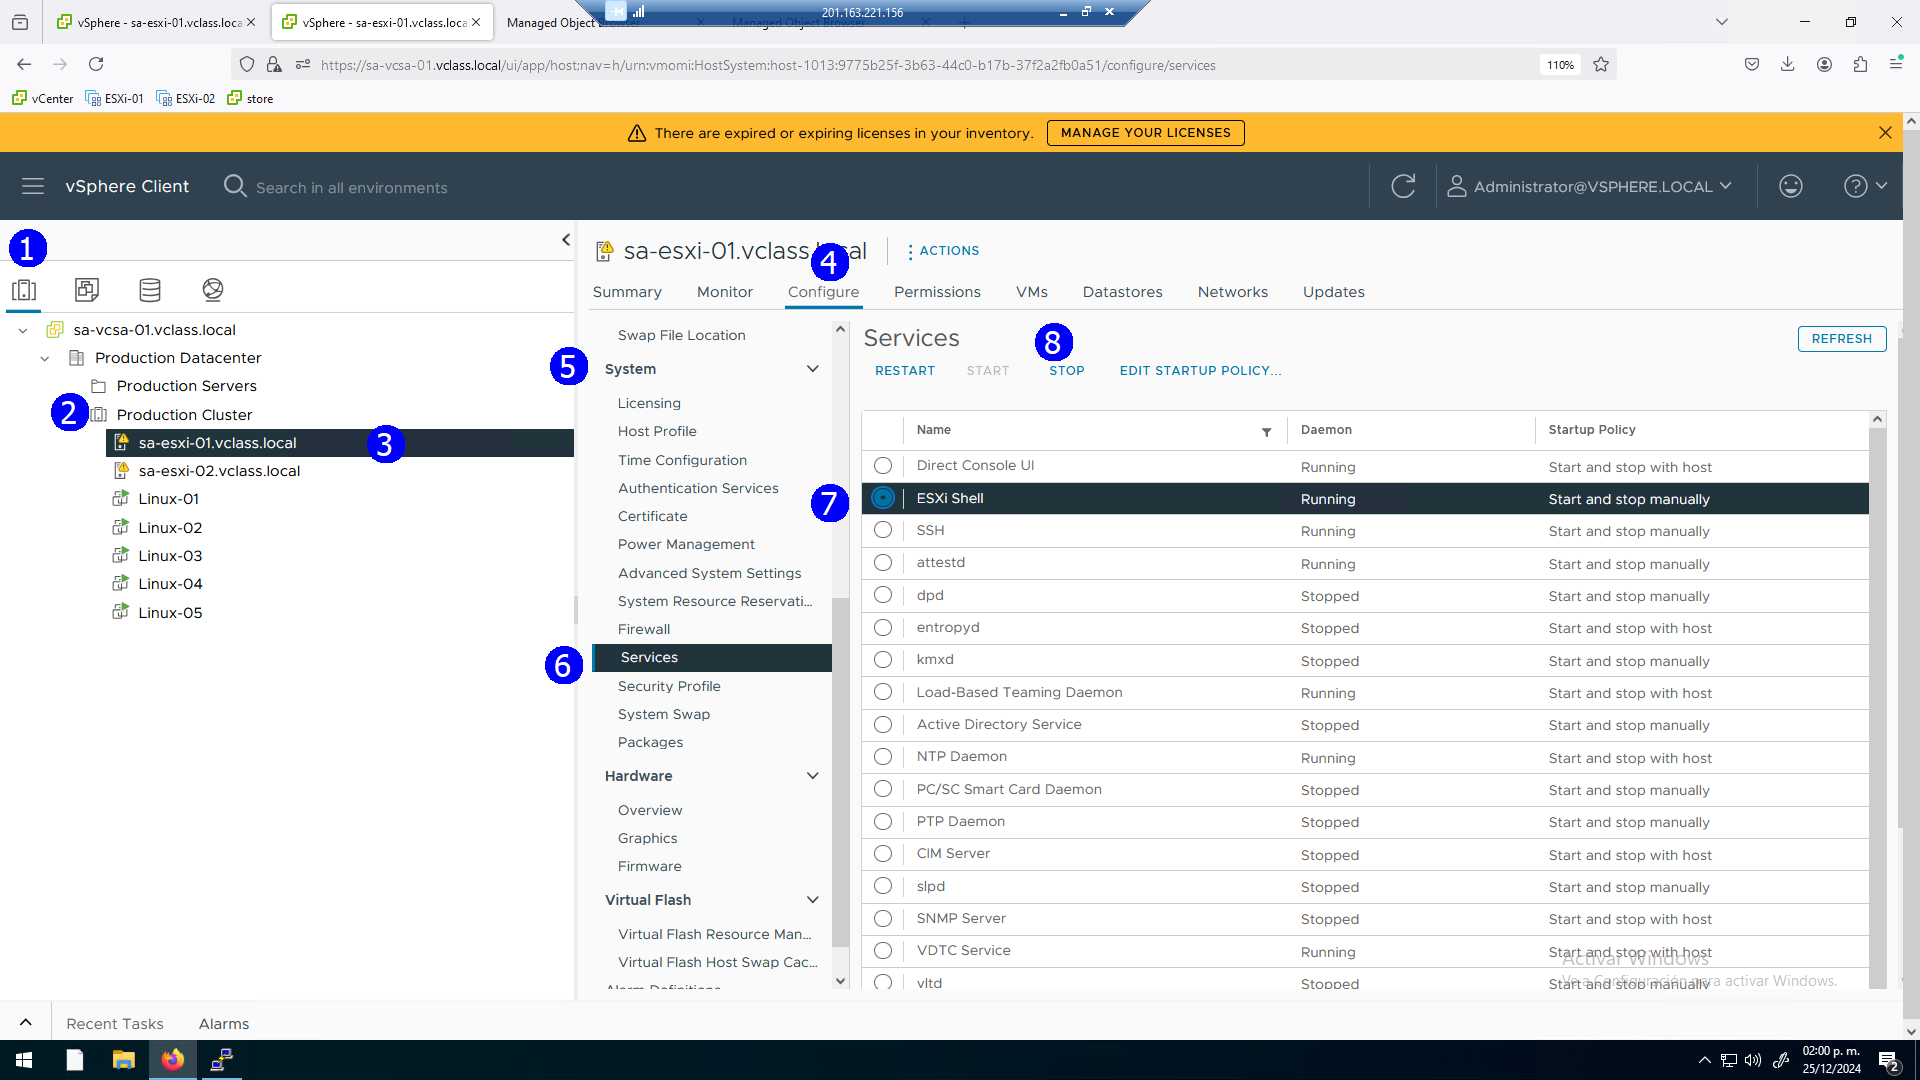 vSphere - sa-esxi-01.vclass.loca
vSphere - sa-esxi-01.vclass.loca
Managed Object Browser
Managed Object Browser
201.163.221.156
https://sa-vcsa-01.vclass.local/ui/app/host;nav=h/urn:vmomi:HostSystem:host-1013:9775b25f-3b63-44c0-b17b-37f2a2fb0a51/configure/services
110%
vCenter
ESXi-01
ESXi-02
store
There are expired or expiring licenses in your inventory.
MANAGE YOUR LICENSES
vSphere Client
Search in all environments
Administrator@VSPHERE.LOCAL
1
sa-vcsa-01.vclass.local
Production Datacenter
Production Servers
2
Production Cluster
sa-esxi-01.vclass.local
3
sa-esxi-02.vclass.local
Linux-01
Linux-02
Linux-03
Linux-04
Linux-05
sa-esxi-01.vclass.local
ACTIONS
4
Summary
Monitor
Configure
Permissions
VMs
Datastores
Networks
Updates
Swap File Location
5
System
Licensing
Host Profile
Time Configuration
Authentication Services
Certificate
Power Management
Advanced System Settings
System Resource Reservati...
Firewall
6
Services
Security Profile
System Swap
Packages
Hardware
Overview
Graphics
Firmware
Virtual Flash
Virtual Flash Resource Man...
Virtual Flash Host Swap Cac...
Alarm Definitions
Services
8
REFRESH
RESTART
START
STOP
EDIT STARTUP POLICY...
Name
Daemon
Startup Policy
Direct Console UI
Running
Start and stop with host
7
ESXi Shell
Running
Start and stop manually
SSH
Running
Start and stop manually
attestd
Running
Start and stop manually
dpd
Stopped
Start and stop manually
entropyd
Stopped
Start and stop with host
kmxd
Stopped
Start and stop manually
Load-Based Teaming Daemon
Running
Start and stop with host
Active Directory Service
Stopped
Start and stop manually
NTP Daemon
Running
Start and stop with host
PC/SC Smart Card Daemon
Stopped
Start and stop manually
PTP Daemon
Stopped
Start and stop manually
CIM Server
Stopped
Start and stop with host
slpd
Stopped
Start and stop manually
SNMP Server
Stopped
Start and stop with host
VDTC Service
Running
Start and stop with host
vltd
Stopped
Start and stop manually
Activar Windows
Ve a Configuración para activar Windows.
Recent Tasks
Alarms
02:00 p. m.
25/12/2024
2